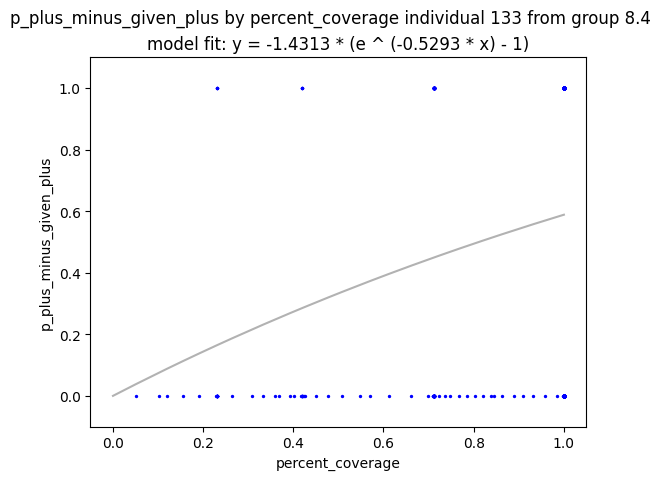 p_plus_minus_given_plus by percent_coverage individual 133 from group 8.4
model fit: y = -1.4313 * (e ^ (-0.5293 * x) - 1)
1.0
0.8
0.6
0.4
0.2
0.0
p_plus_minus_given_plus
0.0 0.2 0.4 0.6 0.8 1.0
percent_coverage